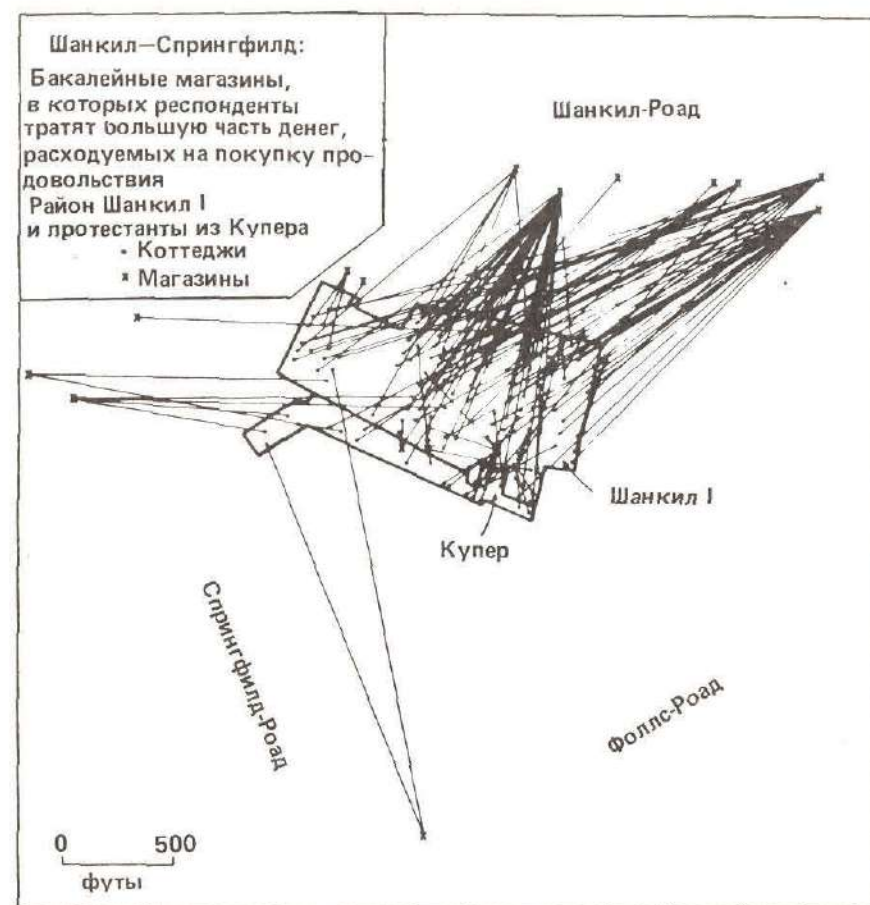 Шанкил–Спрингфилд:
Бакалейные магазины,
в которых респонденты
тратят большую часть денег,
расходуемых на покупку про-
довольствия
Район Шанкил I
и протестанты из Купера
• Коттеджи
× Магазины
Шанкил-Роад
Шанкил I
Купер
Спрингфилд-Роад
Фоллс-Роад
0 500
футы